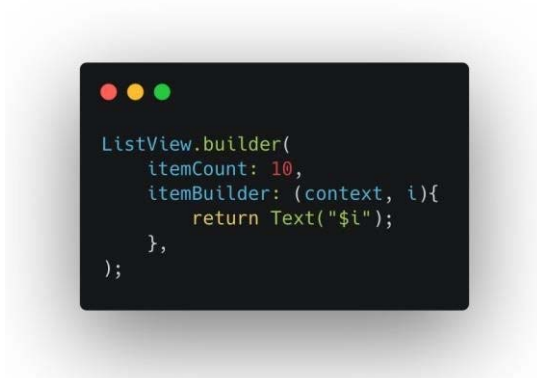 ListView.builder(
    itemCount: 10,
    itemBuilder: (context, i){
        return Text("$i");
    },
);